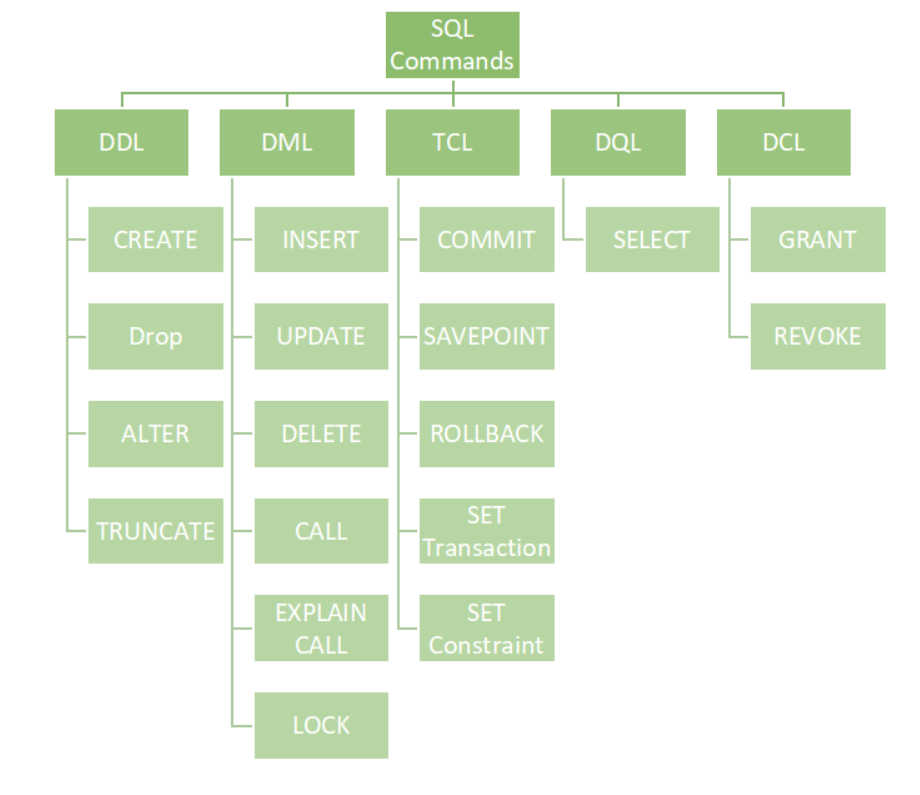 SQL
Commands
DDL
DML
TCL
DQL
DCL
CREATE
INSERT
COMMIT
SELECT
GRANT
Drop
UPDATE
SAVEPOINT
REVOKE
ALTER
DELETE
ROLLBACK
TRUNCATE
CALL
SET
Transaction
EXPLAIN
CALL
SET
Constraint
LOCK